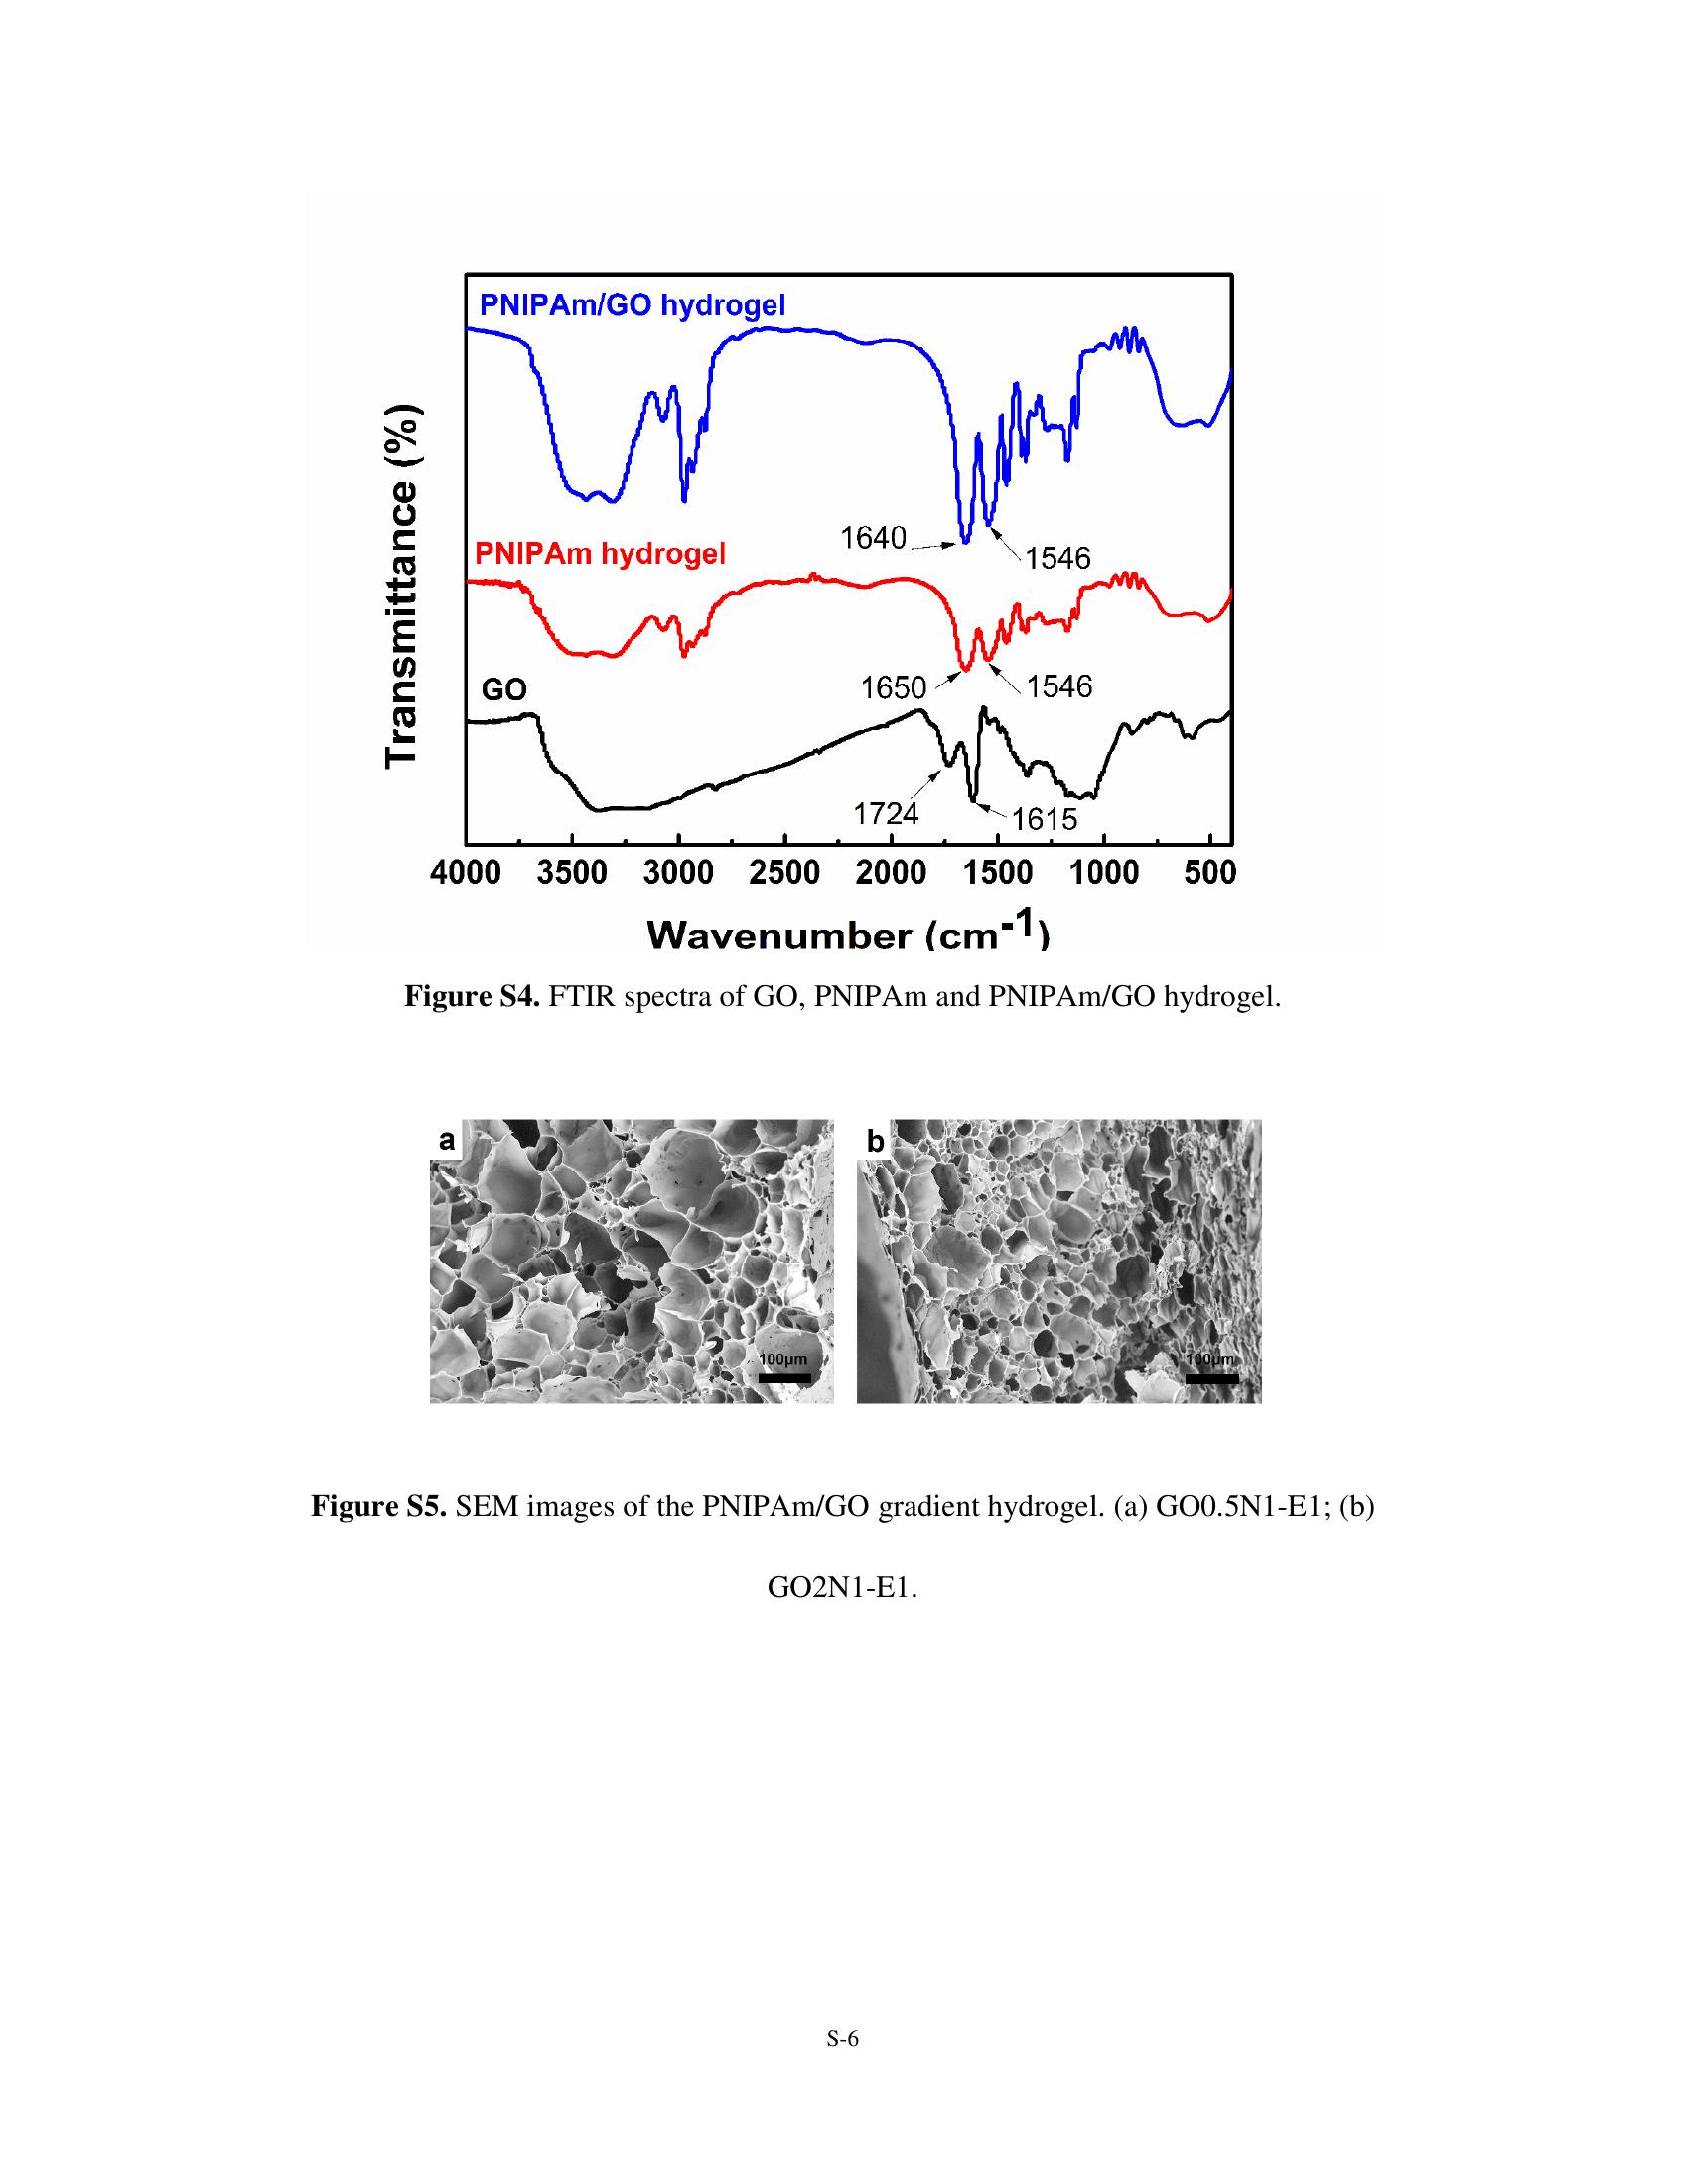 PNIPAm/GO hydrogel
1640
1546
PNIPAm hydrogel
1650
1546
GO
1724
1615
Transmittance (%)
4000 3500 3000 2500 2000 1500 1000 500
Wavenumber (cm-1)
Figure S4. FTIR spectra of GO, PNIPAm and PNIPAm/GO hydrogel.
a
100μm
b
100μm
Figure S5. SEM images of the PNIPAm/GO gradient hydrogel. (a) GO0.5N1-E1; (b)
GO2N1-E1.
S-6